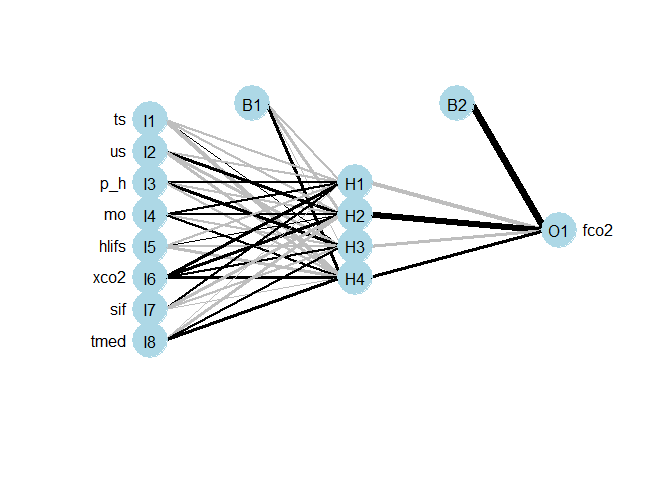 B1 B2
ts I1
us I2
p_h I3 H1
mo I4 H2 O1 fco2
hlifs I5 H3
xco2 I6 H4
sif I7
tmed I8